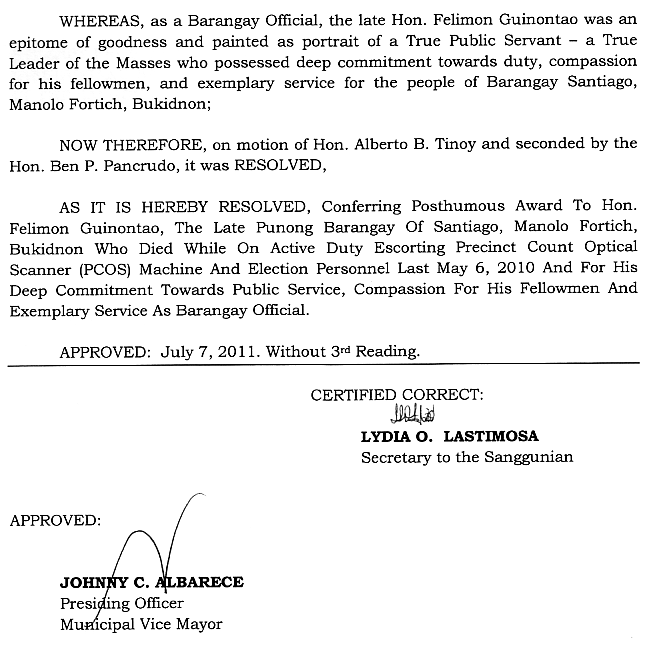 WHEREAS, as a Barangay Official, the late Hon. Felimon Guinontao was an
epitome of goodness and painted as portrait of a True Public Servant – a True
Leader of the Masses who possessed deep commitment towards duty, compassion
for his fellowmen, and exemplary service for the people of Barangay Santiago,
Manolo Fortich, Bukidnon;
NOW THEREFORE, on motion of Hon. Alberto B. Tinoy and seconded by the
Hon. Ben P. Pancrudo, it was RESOLVED,
AS IT IS HEREBY RESOLVED, Conferring Posthumous Award To Hon.
Felimon Guinontao, The Late Punong Barangay Of Santiago, Manolo Fortich,
Bukidnon Who Died While On Active Duty Escorting Precinct Count Optical
Scanner (PCOS) Machine And Election Personnel Last May 6, 2010 And For His
Deep Commitment Towards Public Service, Compassion For His Fellowmen And
Exemplary Service As Barangay Official.
APPROVED: July 7, 2011. Without 3rd Reading.
CERTIFIED CORRECT:
LYDIA O. LASTIMOSA
Secretary to the Sanggunian
APPROVED:
JOHNNY C. ALBARECE
Presiding Officer
Municipal Vice Mayor